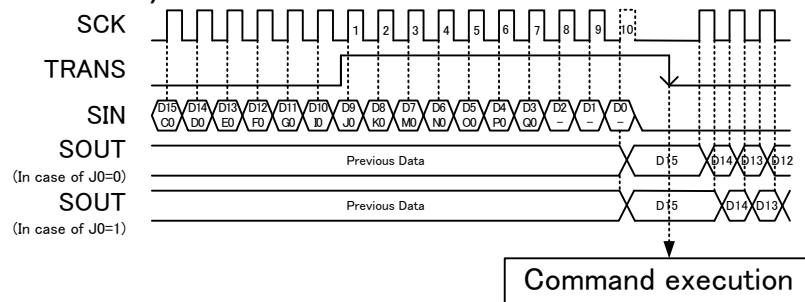 SCK 1 2 3 4 5 6 7 8 9 10
TRANS
SIN D15 D14 D13 D12 D11 D10 D9 D8 D7 D6 D5 D4 D3 D2 D1 D0
C0 D0 E0 F0 G0 I0 J0 K0 M0 N0 O0 P0 Q0 - - -
SOUT Previous Data D15 D14 D13 D12
(In case of J0=0)
SOUT Previous Data D15 D14 D13
(In case of J0=1)
Command execution